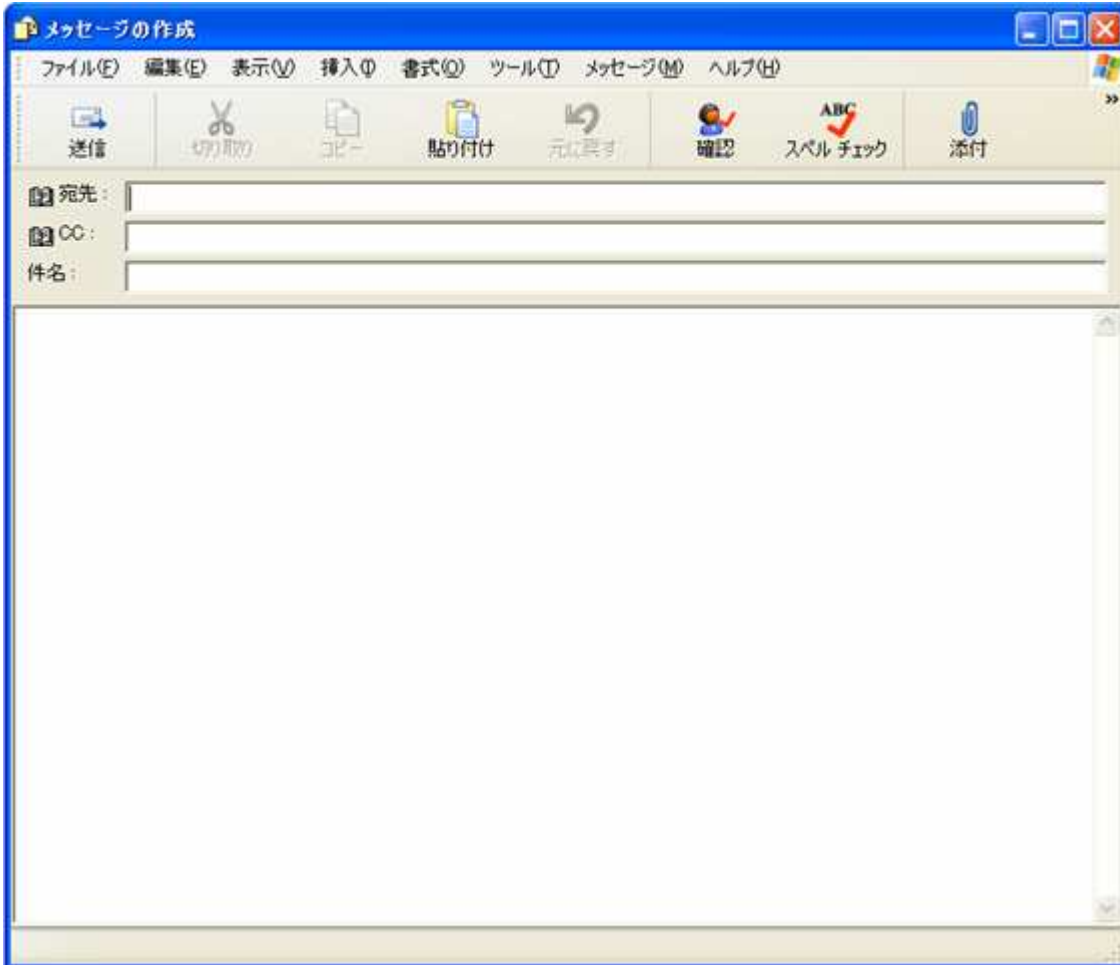 メッセージの作成
ファイル(F) 編集(E) 表示(V) 挿入(I) 書式(O) ツール(T) メッセージ(M) ヘルプ(H)
送信 切り取り コピー 貼り付け 元に戻す 確認 ABC スペル チェック 添付
宛先:
CC:
件名: